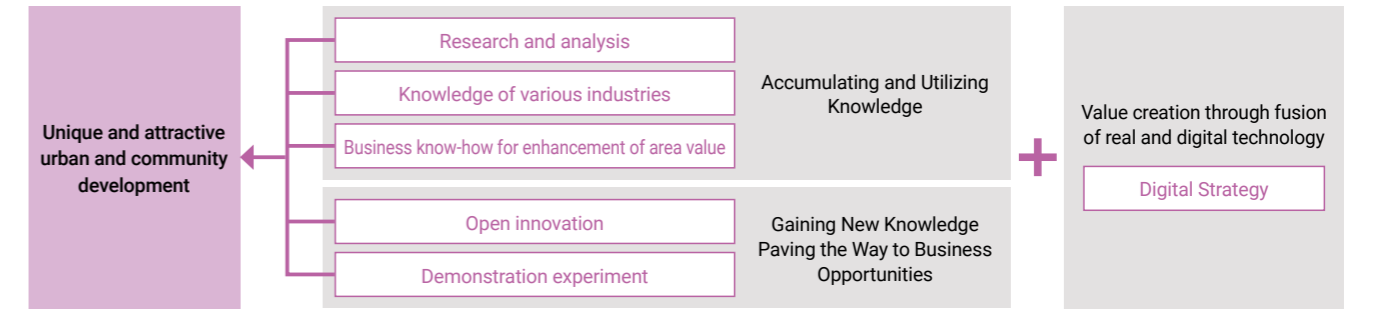 Unique and attractive
urban and community
development
Research and analysis
Knowledge of various industries
Business know-how for enhancement of area value
Accumulating and Utilizing
Knowledge
Open innovation
Demonstration experiment
Gaining New Knowledge
Paving the Way to Business
Opportunities
+
Value creation through fusion
of real and digital technology
Digital Strategy